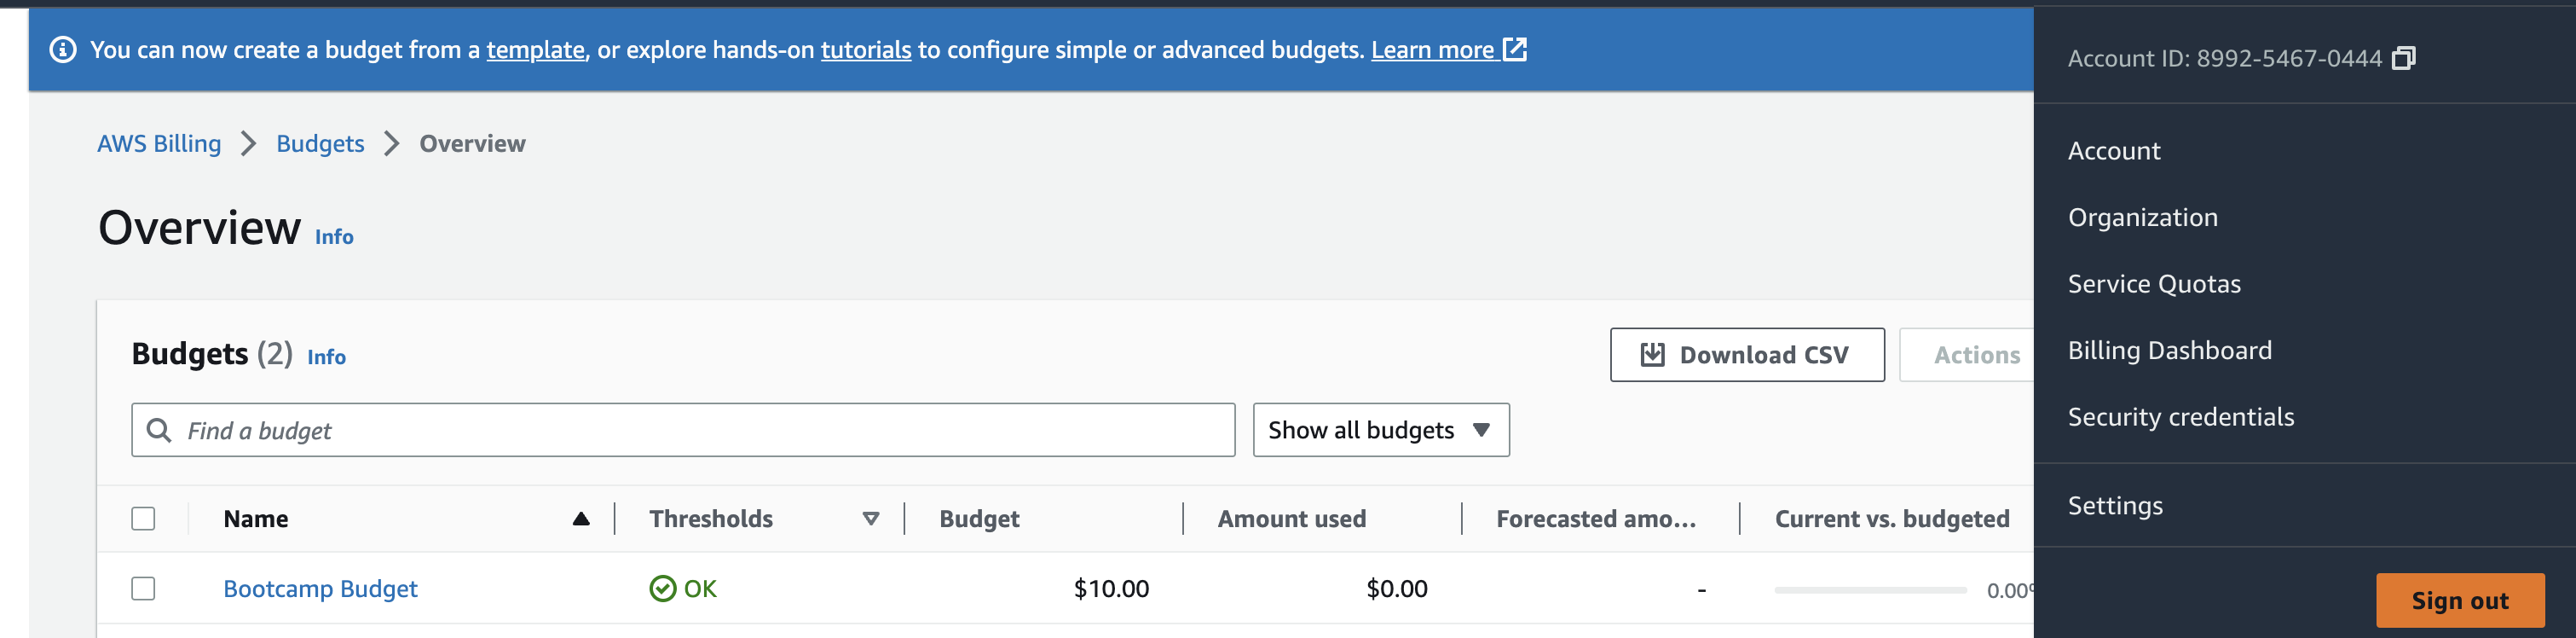 You can now create a budget from a template, or explore hands-on tutorials to configure simple or advanced budgets. Learn more
AWS Billing > Budgets > Overview
Overview Info
Budgets (2) Info
Download CSV
Actions
Find a budget
Show all budgets
Name Thresholds Budget Amount used Forecasted amo... Current vs. budgeted
Bootcamp Budget OK $10.00 $0.00 - 0.00%
Account ID: 8992-5467-0444
Account
Organization
Service Quotas
Billing Dashboard
Security credentials
Settings
Sign out